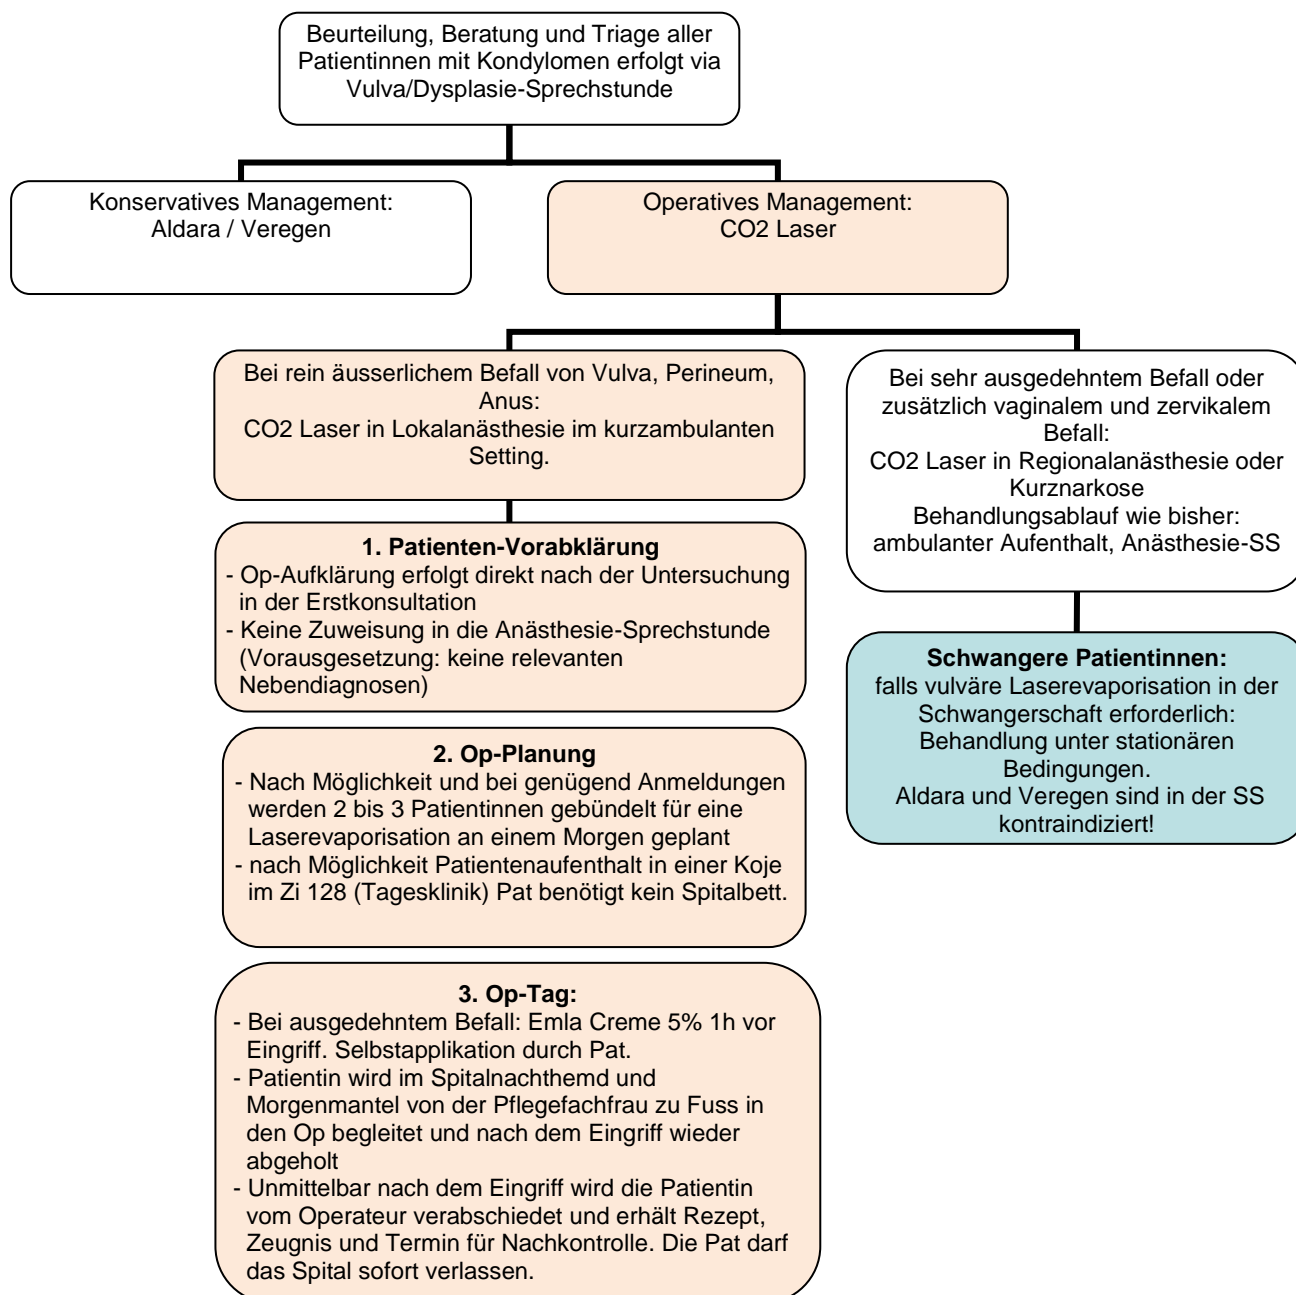 Beurteilung, Beratung und Triage aller
Patientinnen mit Kondylomen erfolgt via
Vulva/Dysplasie-Sprechstunde
Konservatives Management:
Aldara / Veregen
Operatives Management:
CO2 Laser
Bei rein äusserlichem Befall von Vulva, Perineum,
Anus:
CO2 Laser in Lokalanästhesie im kurzambulanten
Setting.
Bei sehr ausgedehntem Befall oder
zusätzlich vaginalem und zervikalem
Befall:
CO2 Laser in Regionalanästhesie oder
Kurznarkose
Behandlungsablauf wie bisher:
ambulanter Aufenthalt, Anästhesie-SS
1. Patienten-Vorabklärung
- Op-Aufklärung erfolgt direkt nach der Untersuchung
in der Erstkonsultation
- Keine Zuweisung in die Anästhesie-Sprechstunde
(Vorausgesetzung: keine relevanten
Nebendiagnosen)
Schwangere Patientinnen:
falls vulväre Laserevaporisation in der
Schwangerschaft erforderlich:
Behandlung unter stationären
Bedingungen.
Aldara und Veregen sind in der SS
kontraindiziert!
2. Op-Planung
- Nach Möglichkeit und bei genügend Anmeldungen
werden 2 bis 3 Patientinnen gebündelt für eine
Laserevaporisation an einem Morgen geplant
- nach Möglichkeit Patientenaufenthalt in einer Koje
im Zi 128 (Tagesklinik) Pat benötigt kein Spitalbett.
3. Op-Tag:
- Bei ausgedehntem Befall: Emla Creme 5% 1h vor
Eingriff. Selbstapplikation durch Pat.
- Patientin wird im Spitalnachthemd und
Morgenmantel von der Pflegefachfrau zu Fuss in
den Op begleitet und nach dem Eingriff wieder
abgeholt
- Unmittelbar nach dem Eingriff wird die Patientin
vom Operateur verabschiedet und erhält Rezept,
Zeugnis und Termin für Nachkontrolle. Die Pat darf
das Spital sofort verlassen.